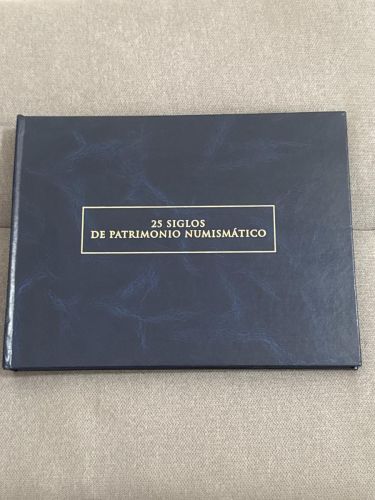 25 SIGLOS
DE PATRIMONIO NUMISMÁTICO